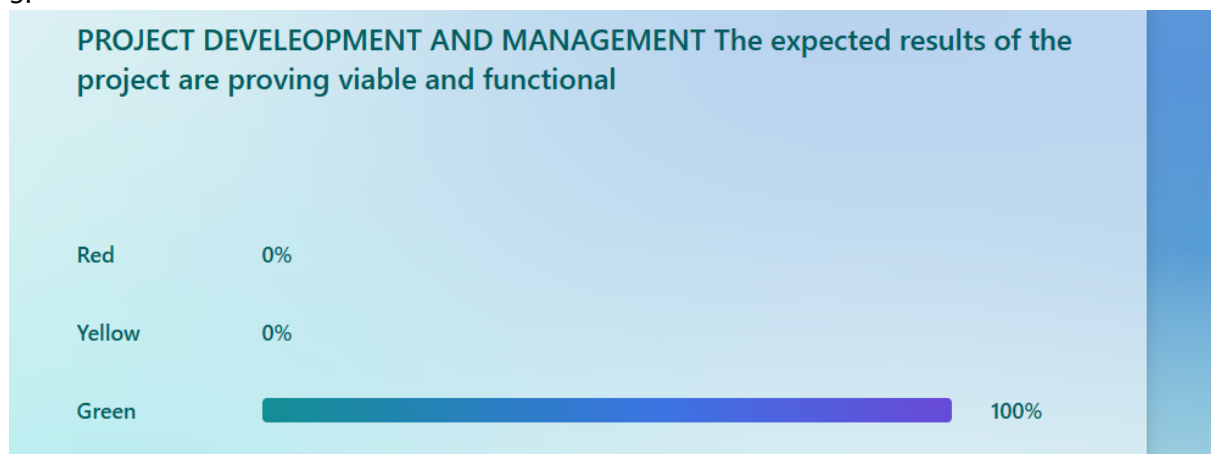 PROJECT DEVELEOPMENT AND MANAGEMENT The expected results of the
project are proving viable and functional
Red 0%
Yellow 0%
Green 100%